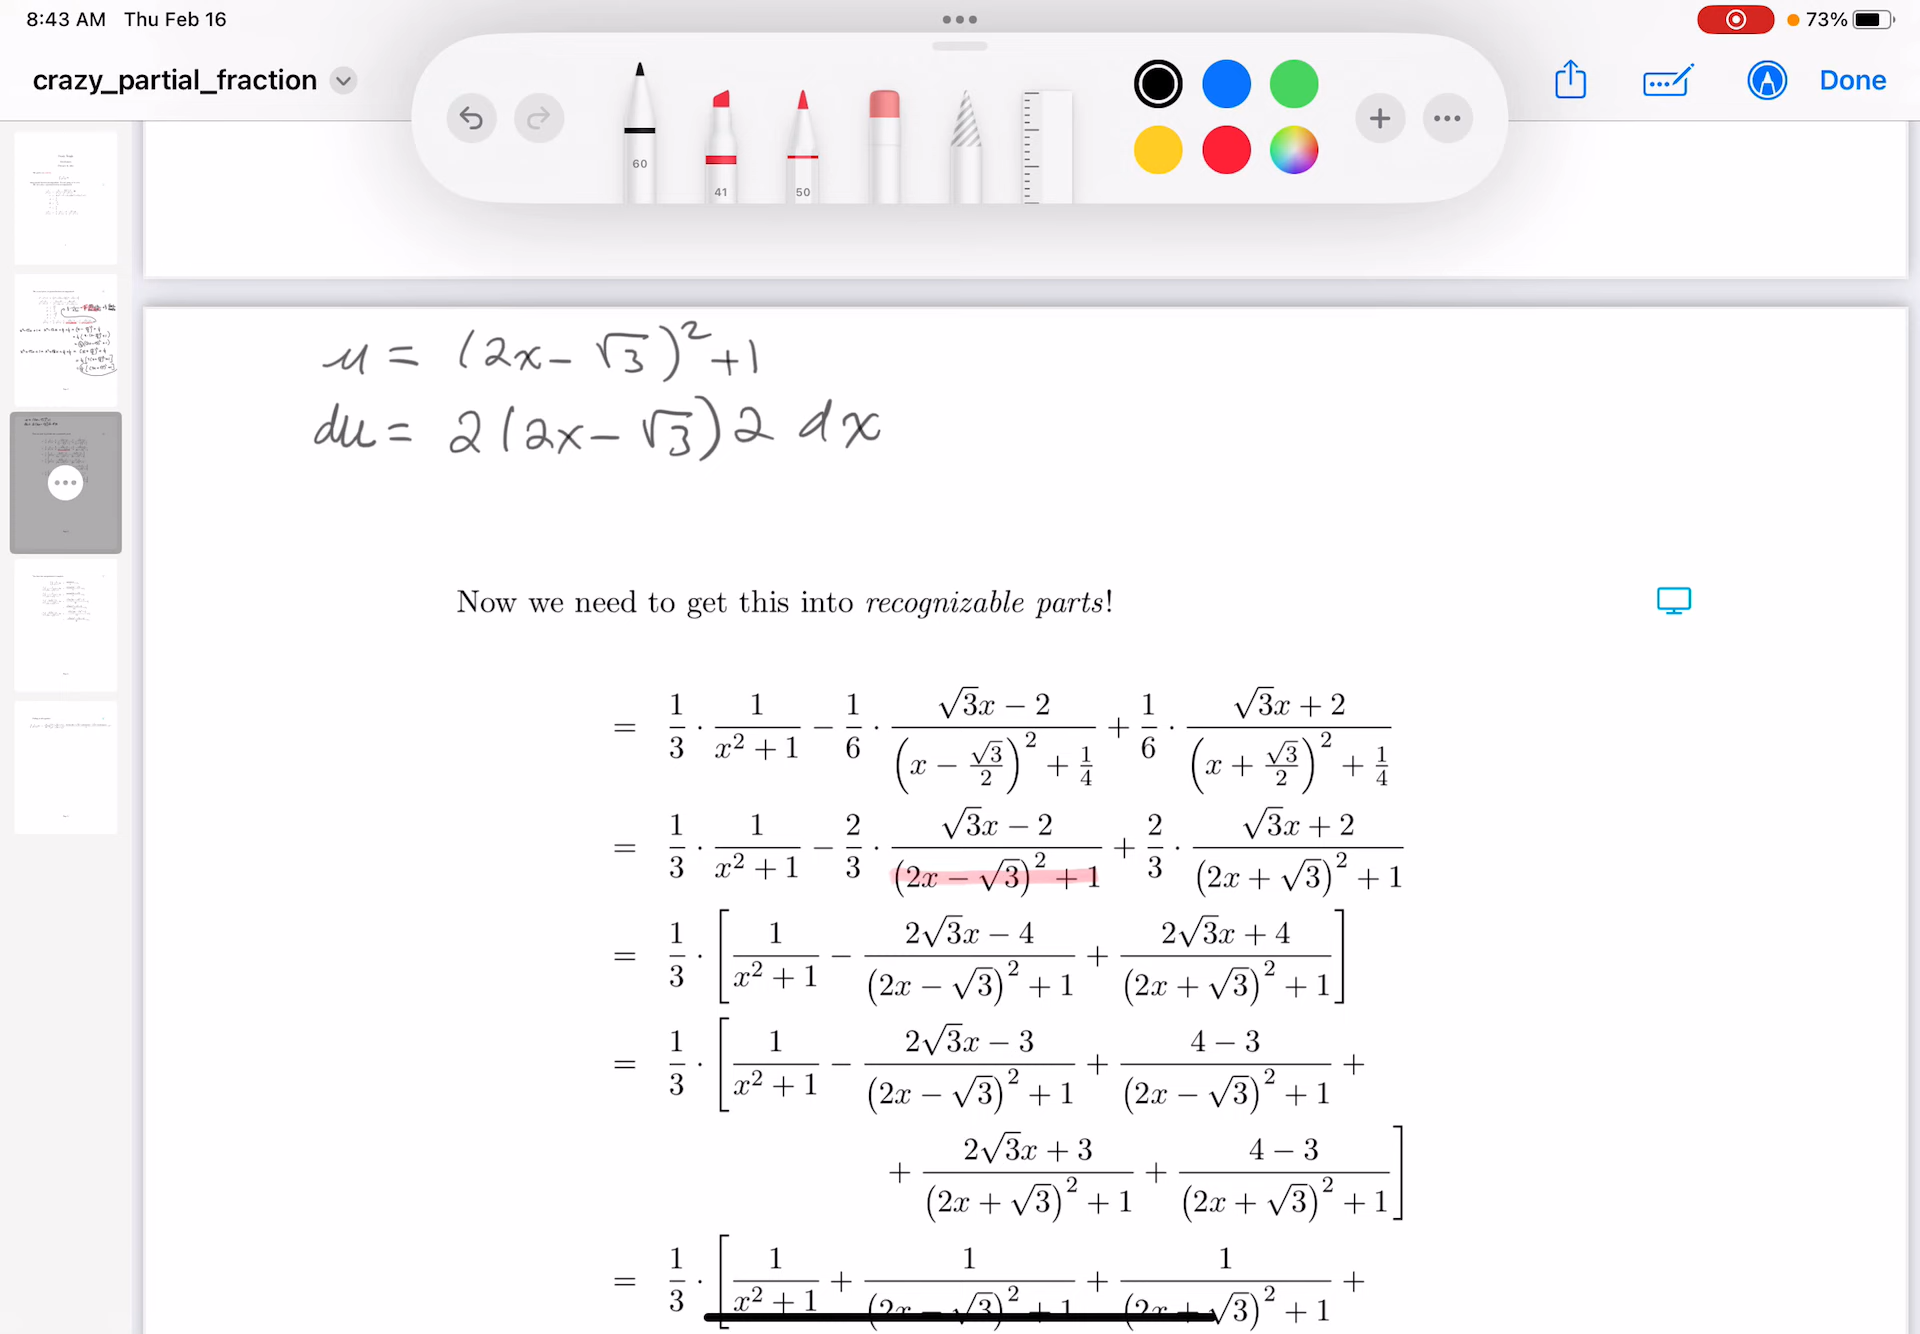 8:43 AM Thu Feb 16
73%
crazy_partial_fraction
60
41
50
Done
u = (2x - √3)² + 1
du = 2(2x - √3) 2 dx
Now we need to get this into recognizable parts!
= 1/3 · 1/(x² + 1) − 1/6 · (√3x − 2)/((x − √3/2)² + 1/4) + 1/6 · (√3x + 2)/((x + √3/2)² + 1/4)
= 1/3 · 1/(x² + 1) − 2/3 · (√3x − 2)/((2x − √3)² + 1) + 2/3 · (√3x + 2)/((2x + √3)² + 1)
= 1/3 · [1/(x² + 1) − (2√3x − 4)/((2x − √3)² + 1) + (2√3x + 4)/((2x + √3)² + 1)]
= 1/3 · [1/(x² + 1) − (2√3x − 3)/((2x − √3)² + 1) + (4 − 3)/((2x − √3)² + 1) +
+ (2√3x + 3)/((2x + √3)² + 1) + (4 − 3)/((2x + √3)² + 1)]
= 1/3 · [1/(x² + 1) + 1/((2x − √3)² + 1) + 1/((2x + √3)² + 1) +